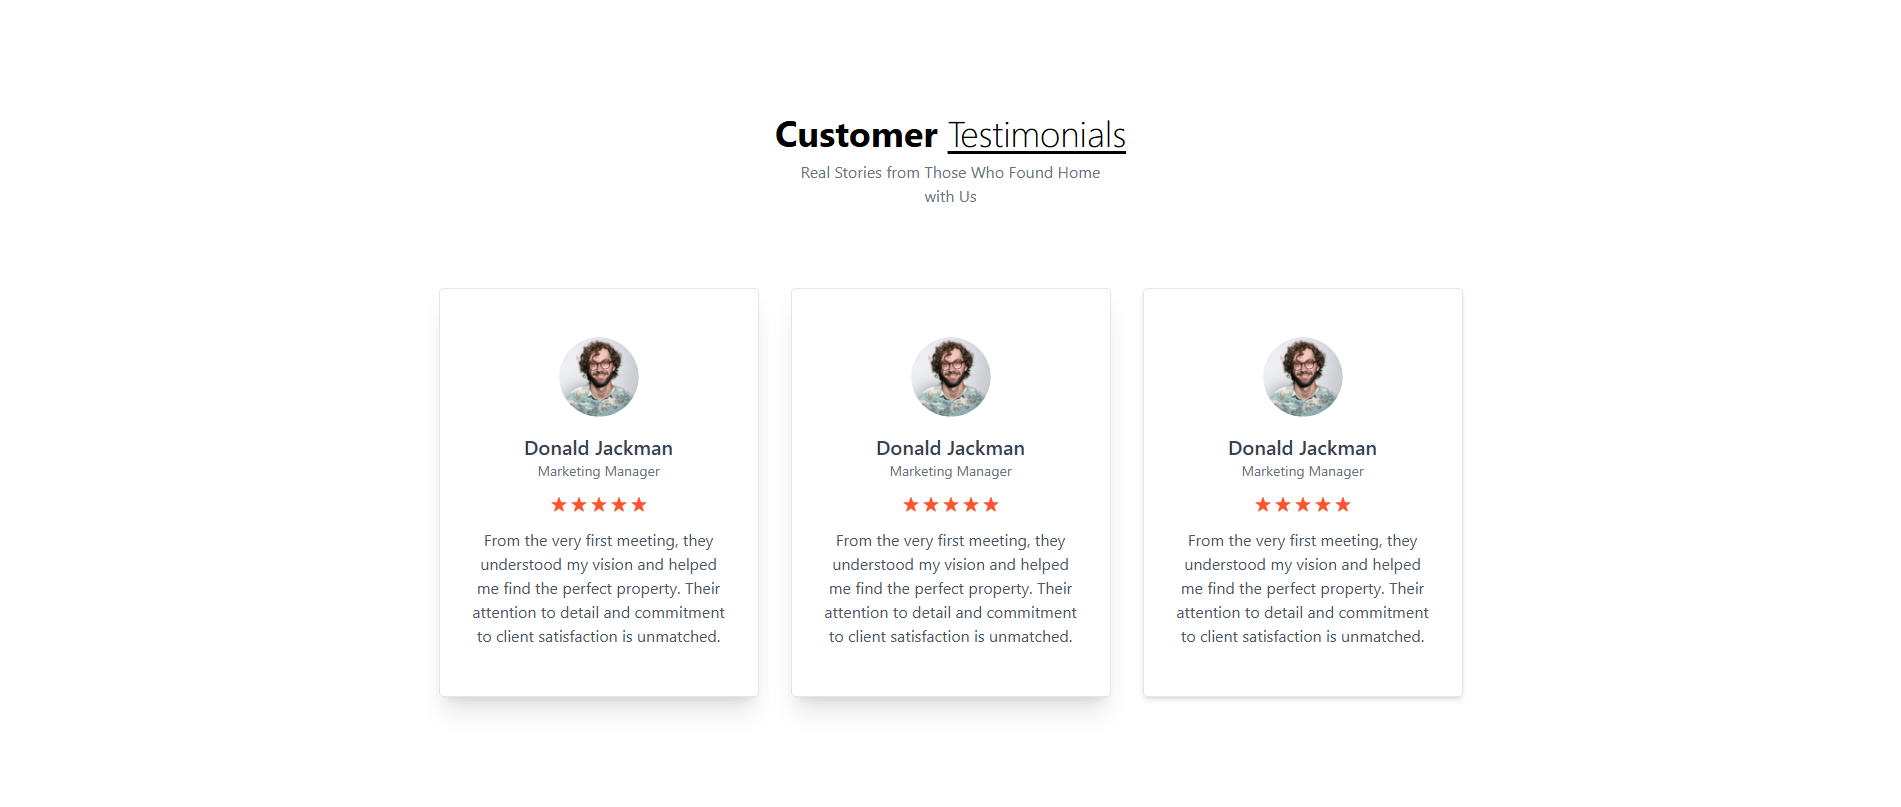 Customer Testimonials
Real Stories from Those Who Found Home
with Us
Donald Jackman
Marketing Manager
From the very first meeting, they
understood my vision and helped
me find the perfect property. Their
attention to detail and commitment
to client satisfaction is unmatched.
Donald Jackman
Marketing Manager
From the very first meeting, they
understood my vision and helped
me find the perfect property. Their
attention to detail and commitment
to client satisfaction is unmatched.
Donald Jackman
Marketing Manager
From the very first meeting, they
understood my vision and helped
me find the perfect property. Their
attention to detail and commitment
to client satisfaction is unmatched.